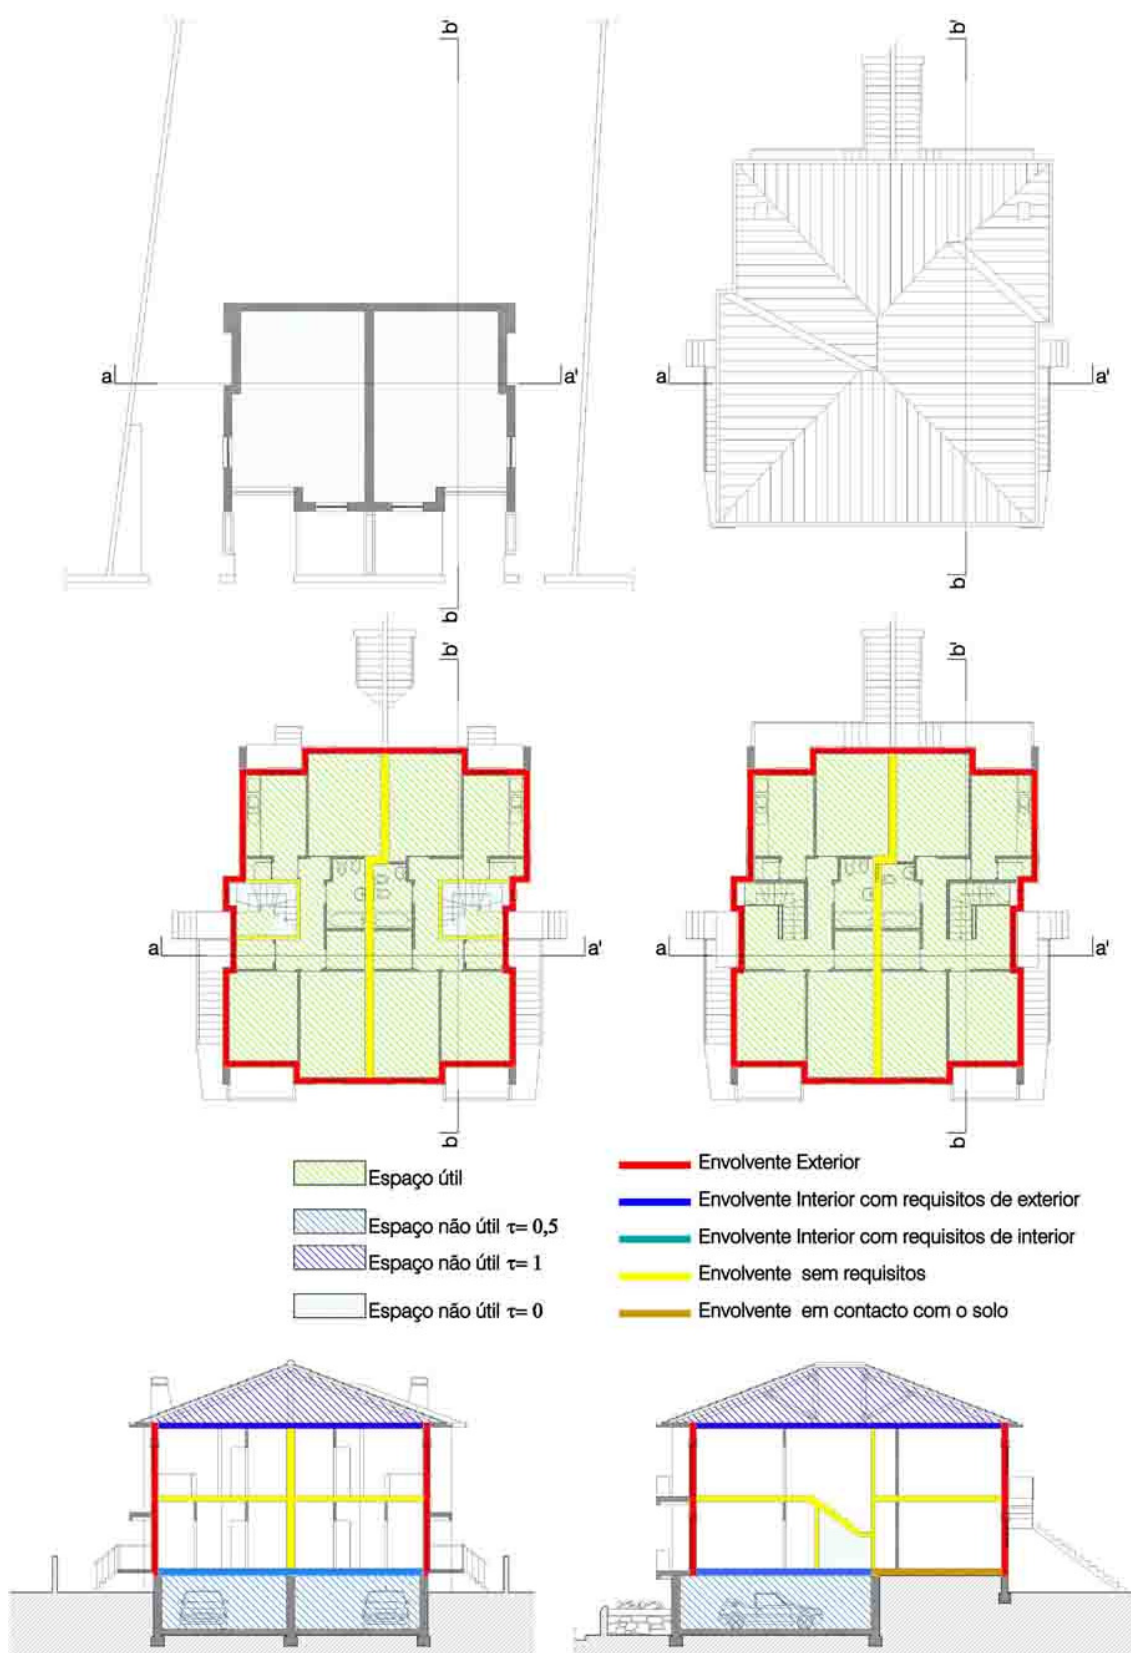 b'
b'
a
a'
a
a'
b
b
b'
b'
a
a'
a
a'
b
b
Espaço útil
Espaço não útil τ= 0,5
Espaço não útil τ= 1
Espaço não útil τ= 0
Envolvente Exterior
Envolvente Interior com requisitos de exterior
Envolvente Interior com requisitos de interior
Envolvente sem requisitos
Envolvente em contacto com o solo